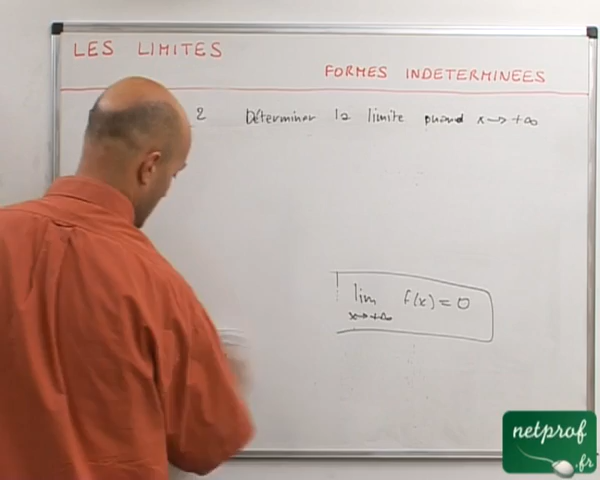 LES LIMITES
FORMES INDETERMINEES
2 Déterminer la limite quand x → +∞
lim f(x) = 0
x→+∞
netprof
.fr